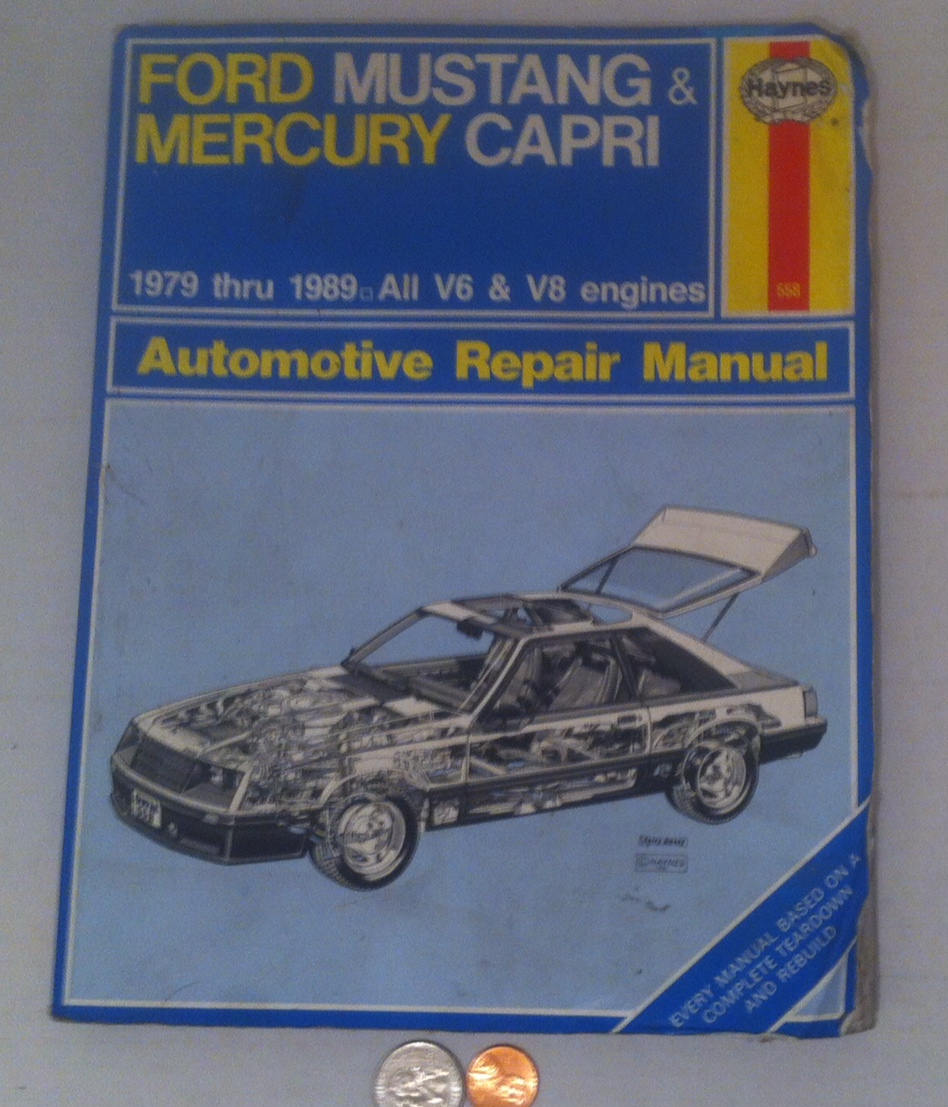 FORD MUSTANG &
MERCURY CAPRI
Haynes
1979 thru 1989 □ All V6 & V8 engines
558
Automotive Repair Manual
© HAYNES
EVERY MANUAL BASED ON A
COMPLETE TEARDOWN
AND REBUILD